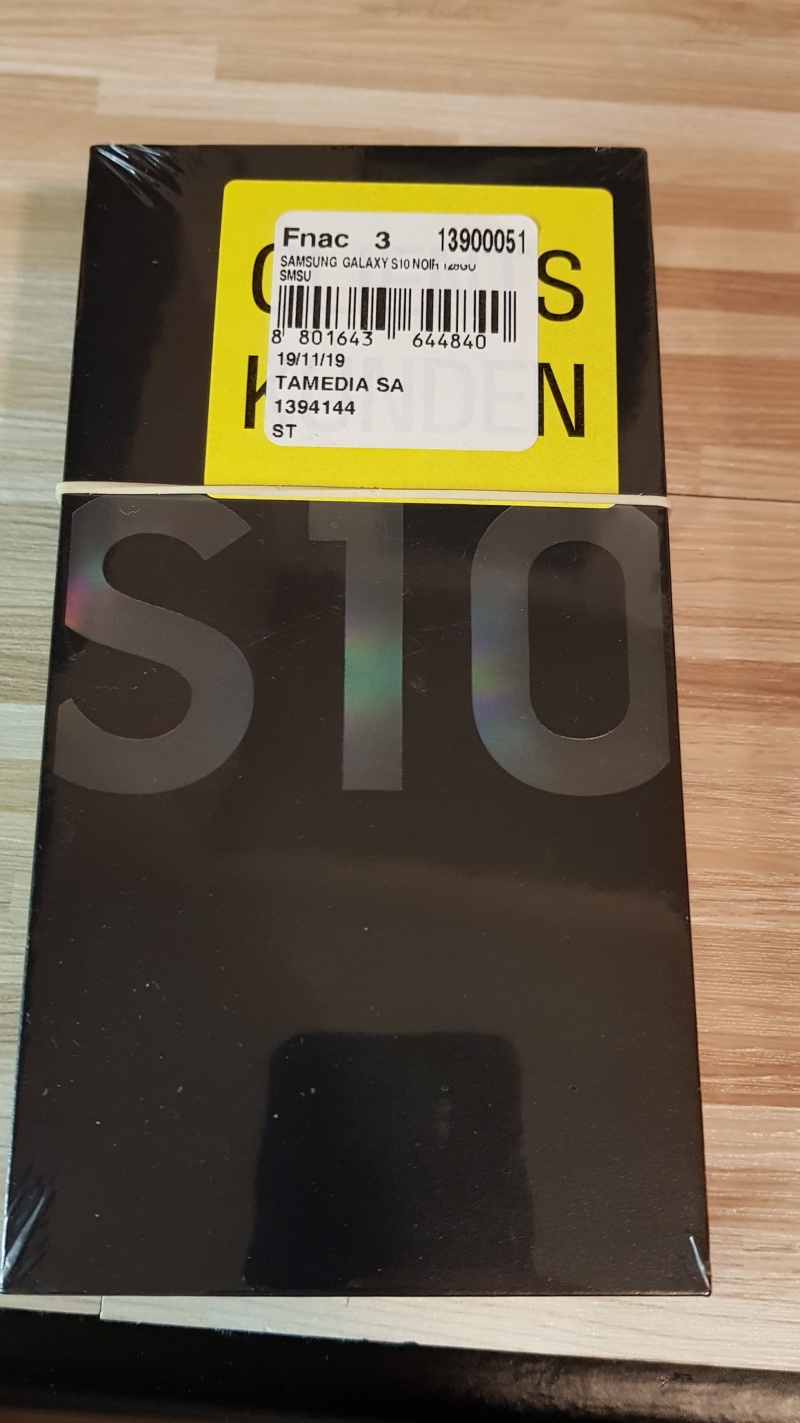 Fnac 3 13900051
SAMSUNG GALAXY S10 NOIR 128GO
SMSU
8 801643 644840
19/11/19
TAMEDIA SA
1394144
ST
S10